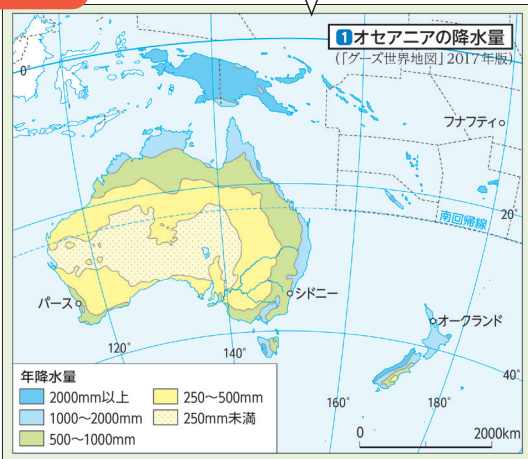 1オセアニアの降水量
(「グーズ世界地図」2017年版)
0°
フナフティ
20°
南回帰線
パース
シドニー
オークランド
120°
140°
160°
180°
40°
年降水量
2000mm以上
1000～2000mm
500～1000mm
250～500mm
250mm未満
0 2000km